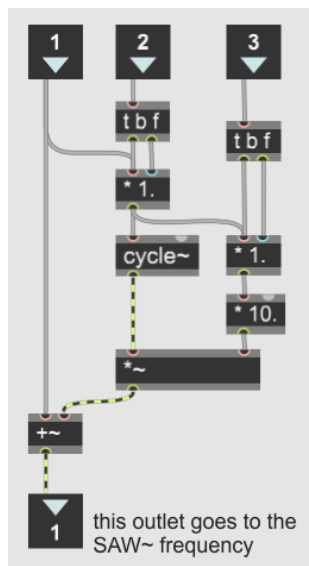 1 2 3
t b f
t b f
* 1.
cycle~ * 1.
* 10.
*~
+~
1
this outlet goes to the
SAW~ frequency